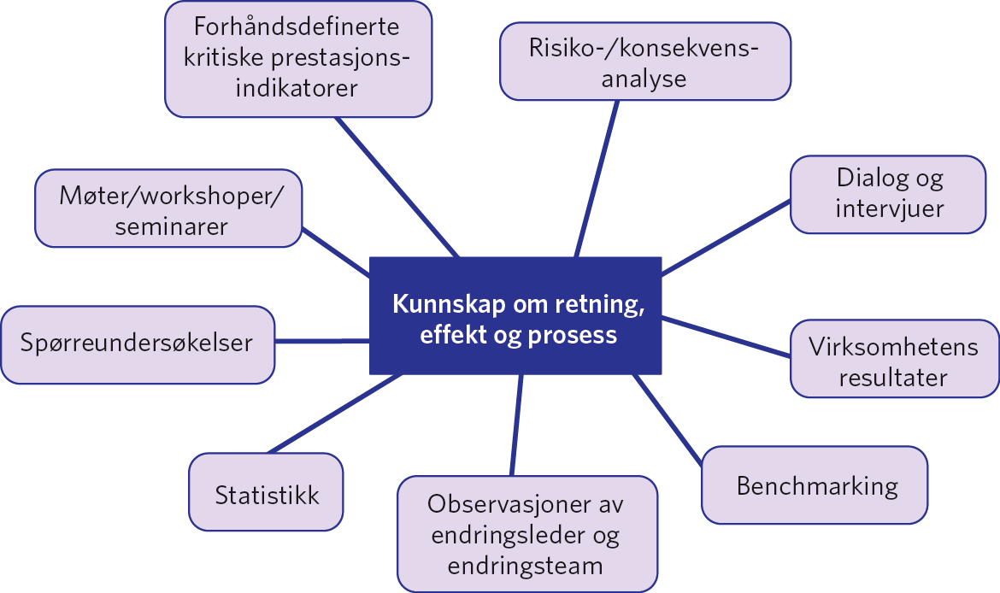 Forhåndsdefinerte
kritiske prestasjons-
indikatorer
Risiko-/konsekvens-
analyse
Dialog og
intervjuer
Møter/workshoper/
seminarer
Kunnskap om retning,
effekt og prosess
Spørreundersøkelser
Virksomhetens
resultater
Statistikk
Observasjoner av
endringsleder og
endringsteam
Benchmarking